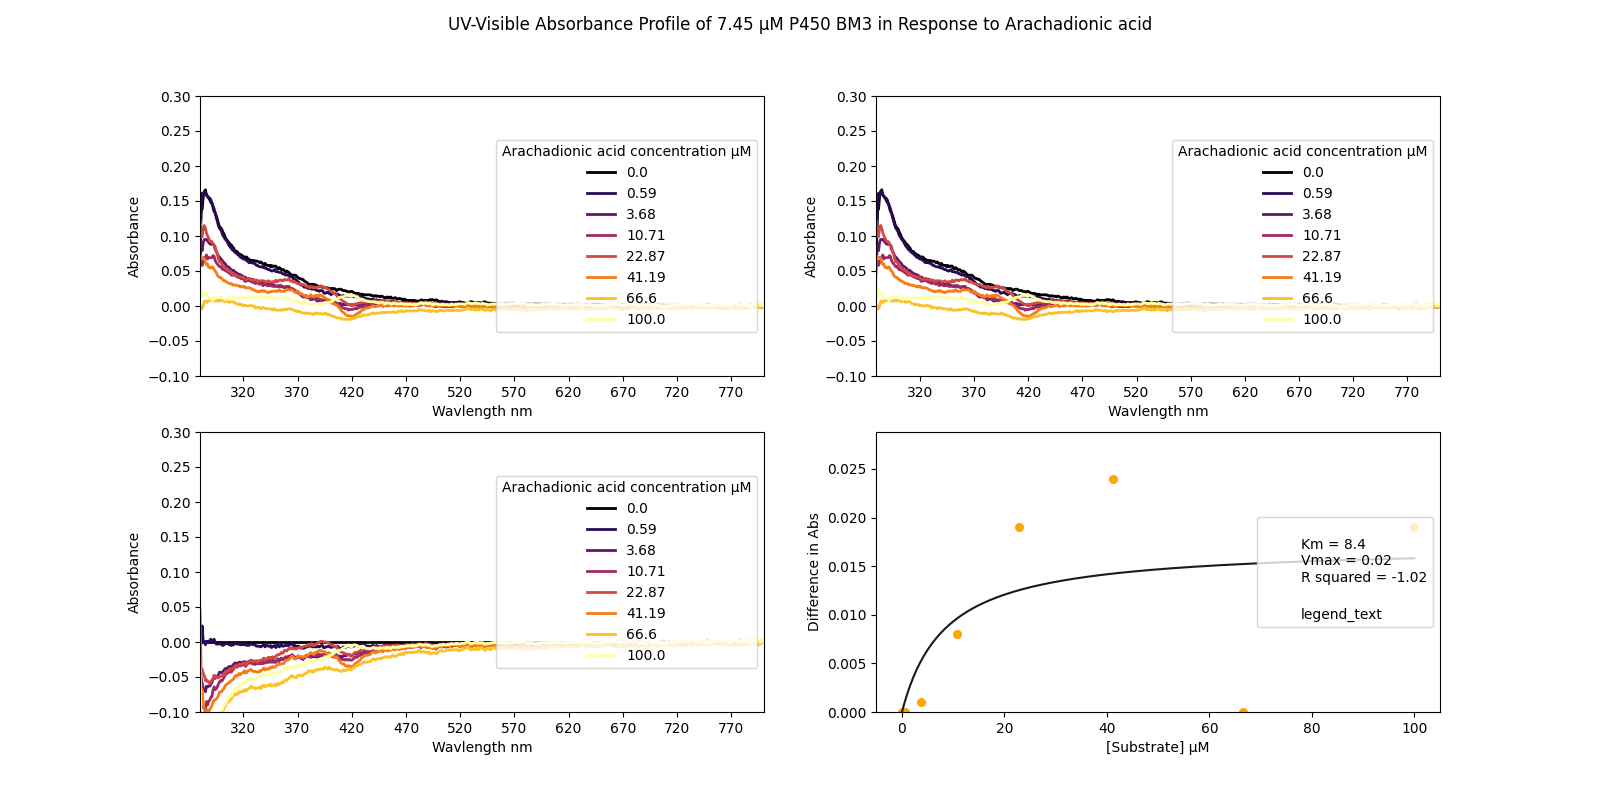 UV-Visible Absorbance Profile of 7.45 μM P450 BM3 in Response to Arachadionic acid
0.30
0.25
0.20
0.15
0.10
0.05
0.00
−0.05
−0.10
Absorbance
320 370 420 470 520 570 620 670 720 770
Wavlength nm
Arachadionic acid concentration μM
0.0
0.59
3.68
10.71
22.87
41.19
66.6
100.0
0.30
0.25
0.20
0.15
0.10
0.05
0.00
−0.05
−0.10
Absorbance
320 370 420 470 520 570 620 670 720 770
Wavlength nm
Arachadionic acid concentration μM
0.0
0.59
3.68
10.71
22.87
41.19
66.6
100.0
0.30
0.25
0.20
0.15
0.10
0.05
0.00
−0.05
−0.10
Absorbance
320 370 420 470 520 570 620 670 720 770
Wavlength nm
Arachadionic acid concentration μM
0.0
0.59
3.68
10.71
22.87
41.19
66.6
100.0
0.025
0.020
0.015
0.010
0.005
0.000
Difference in Abs
0 20 40 60 80 100
[Substrate] μM
Km = 8.4
Vmax = 0.02
R squared = -1.02
legend_text